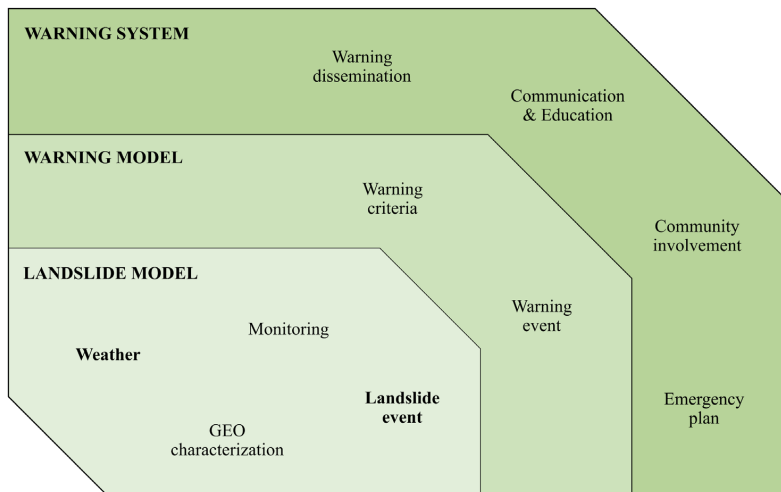 WARNING SYSTEM
Warning
dissemination
Communication
& Education
WARNING MODEL
Warning
criteria
Community
involvement
LANDSLIDE MODEL
Monitoring
Weather
Warning
event
Landslide
event
Emergency
plan
GEO
characterization